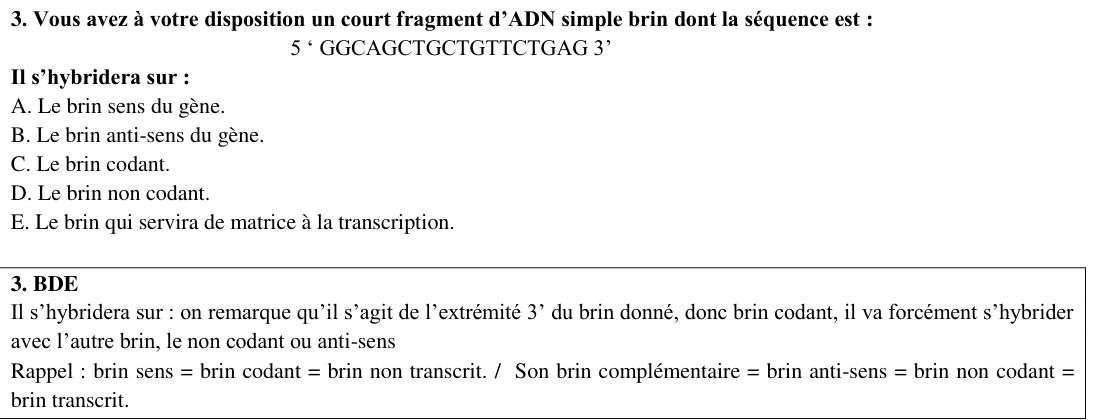 3. Vous avez à votre disposition un court fragment d’ADN simple brin dont la séquence est :
5 ‘ GGCAGCTGCTGTTCTGAG 3’
Il s’hybridera sur :
A. Le brin sens du gène.
B. Le brin anti-sens du gène.
C. Le brin codant.
D. Le brin non codant.
E. Le brin qui servira de matrice à la transcription.
3. BDE
Il s’hybridera sur : on remarque qu’il s’agit de l’extrémité 3’ du brin donné, donc brin codant, il va forcément s’hybrider
avec l’autre brin, le non codant ou anti-sens
Rappel : brin sens = brin codant = brin non transcrit. / Son brin complémentaire = brin anti-sens = brin non codant =
brin transcrit.